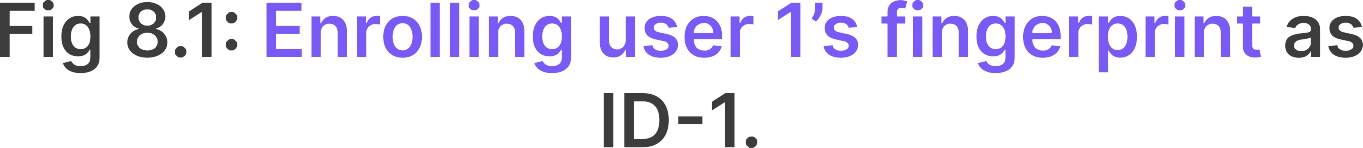 Fig 8.1: Enrolling user 1’s fingerprint as
ID-1.